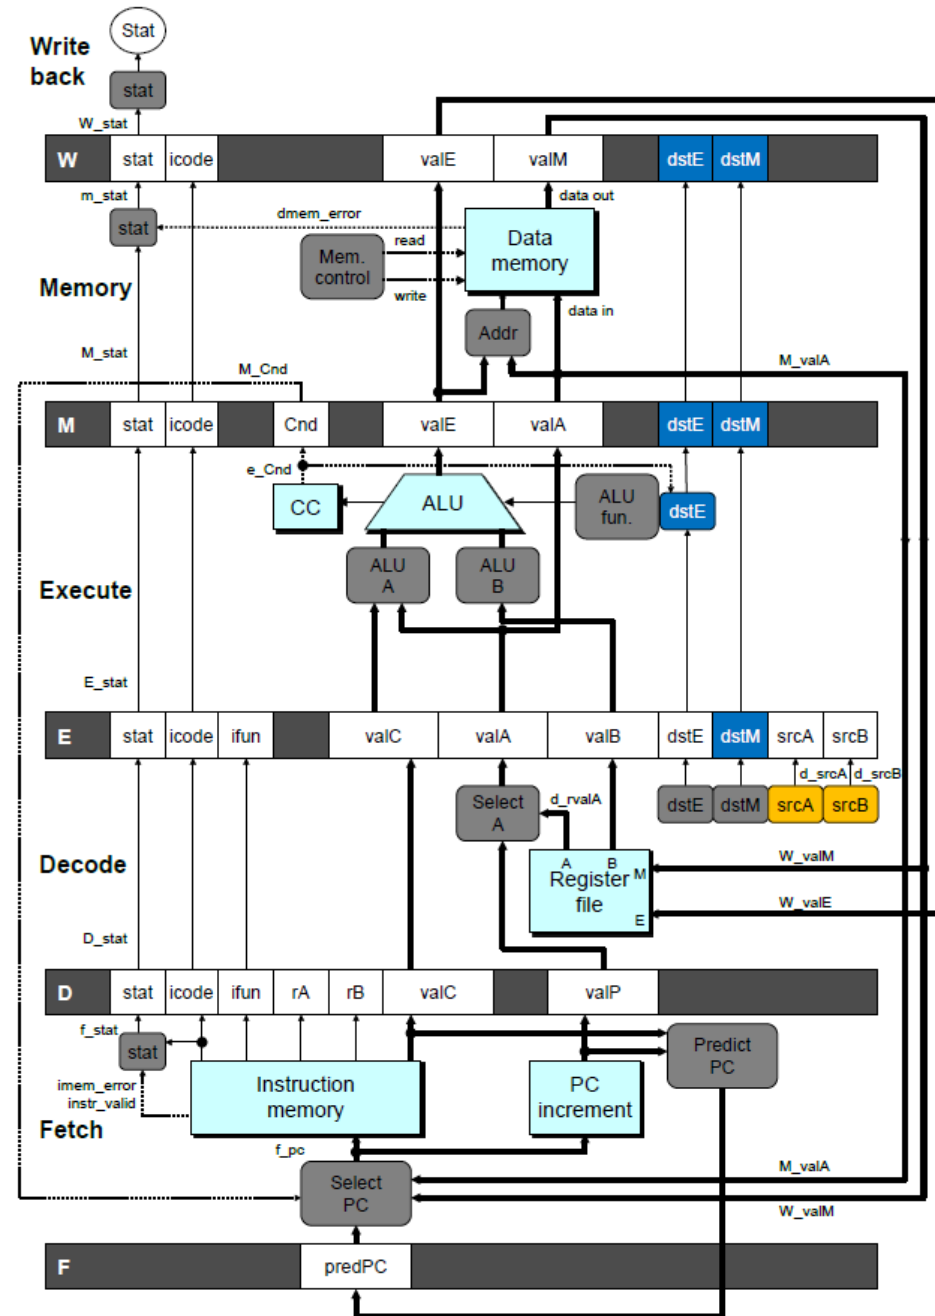 Stat
Write
back
stat
W_stat
W
stat
icode
valE
valM
dstE
dstM
m_stat
data out
dmem_error
stat
read
Mem.
control
write
Data
memory
Memory
data in
Addr
M_stat
M_valA
M_Cnd
M
stat
icode
Cnd
valE
valA
dstE
dstM
e_Cnd
CC
ALU
ALU
fun.
dstE
ALU
A
ALU
B
Execute
E_stat
E
stat
icode
ifun
valC
valA
valB
dstE
dstM
srcA
srcB
d_srcA
d_srcB
Select
A
d_rvalA
dstE
dstM
srcA
srcB
Decode
A
B
M
Register
file
E
W_valM
W_valE
D_stat
D
stat
icode
ifun
rA
rB
valC
valP
f_stat
stat
Predict
PC
imem_error
instr_valid
Instruction
memory
PC
increment
Fetch
f_pc
M_valA
Select
PC
W_valM
F
predPC